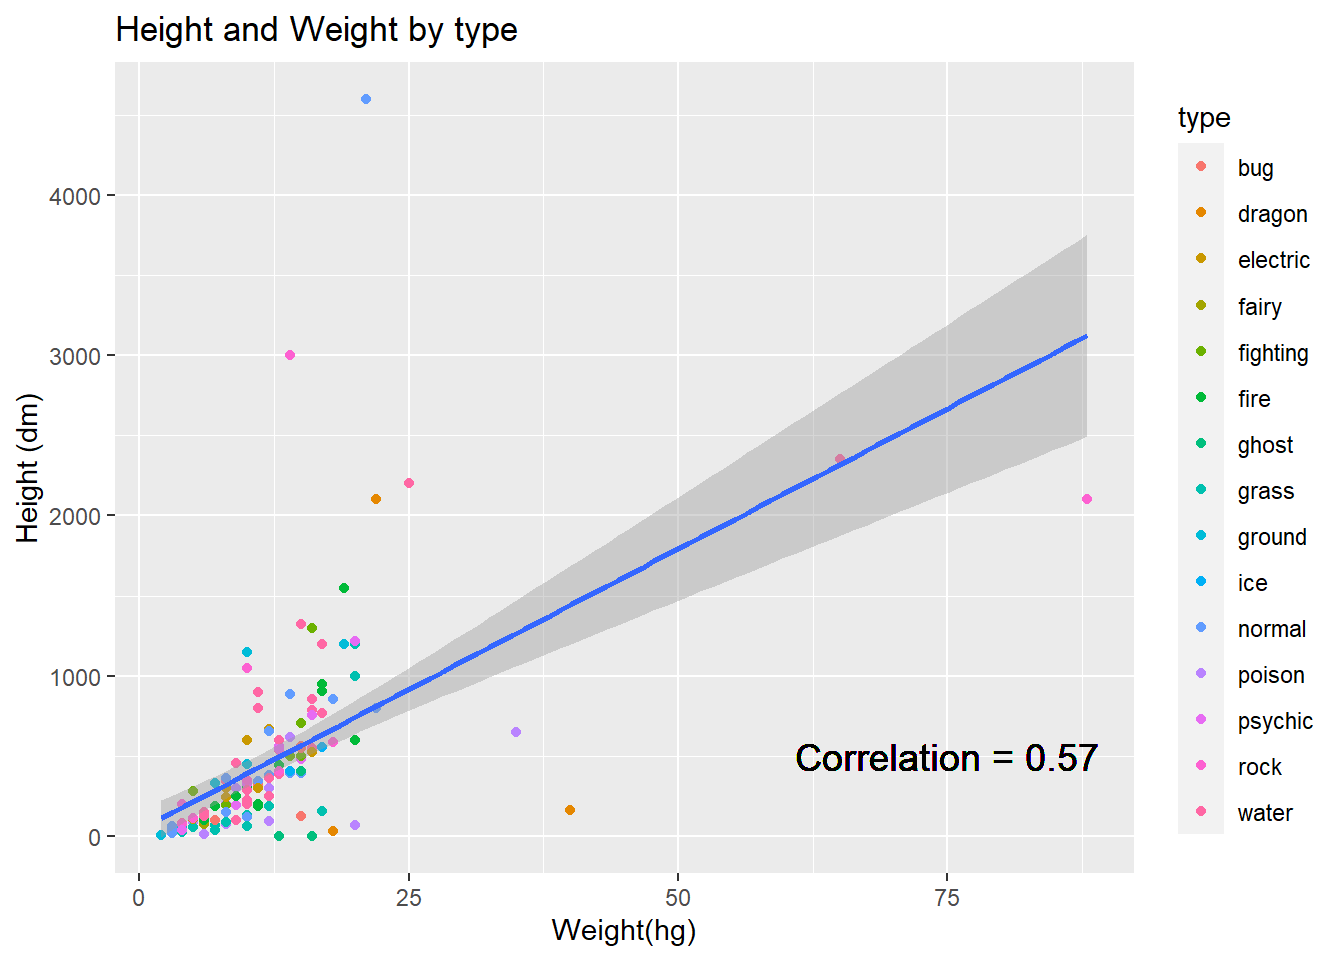 Height and Weight by type
type
bug
dragon
electric
fairy
fighting
fire
ghost
grass
ground
ice
normal
poison
psychic
rock
water
4000
3000
2000
1000
0
Height (dm)
Correlation = 0.57
0 25 50 75
Weight(hg)